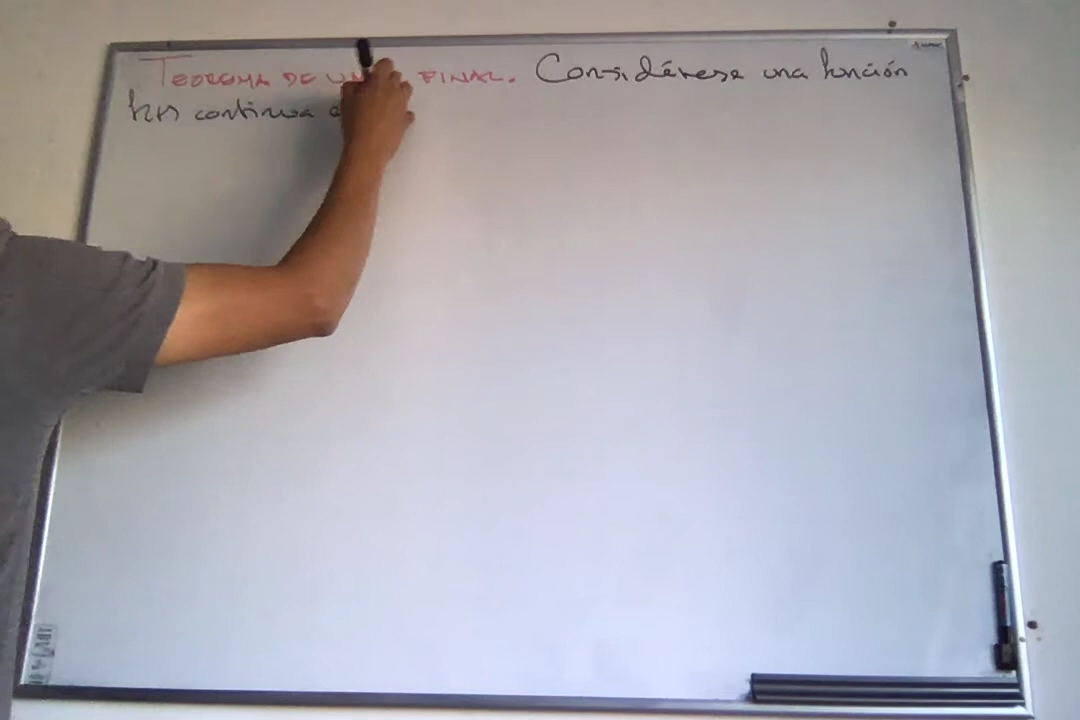 TEOREMA DE FINAL. Considérese una función
f(t) continua